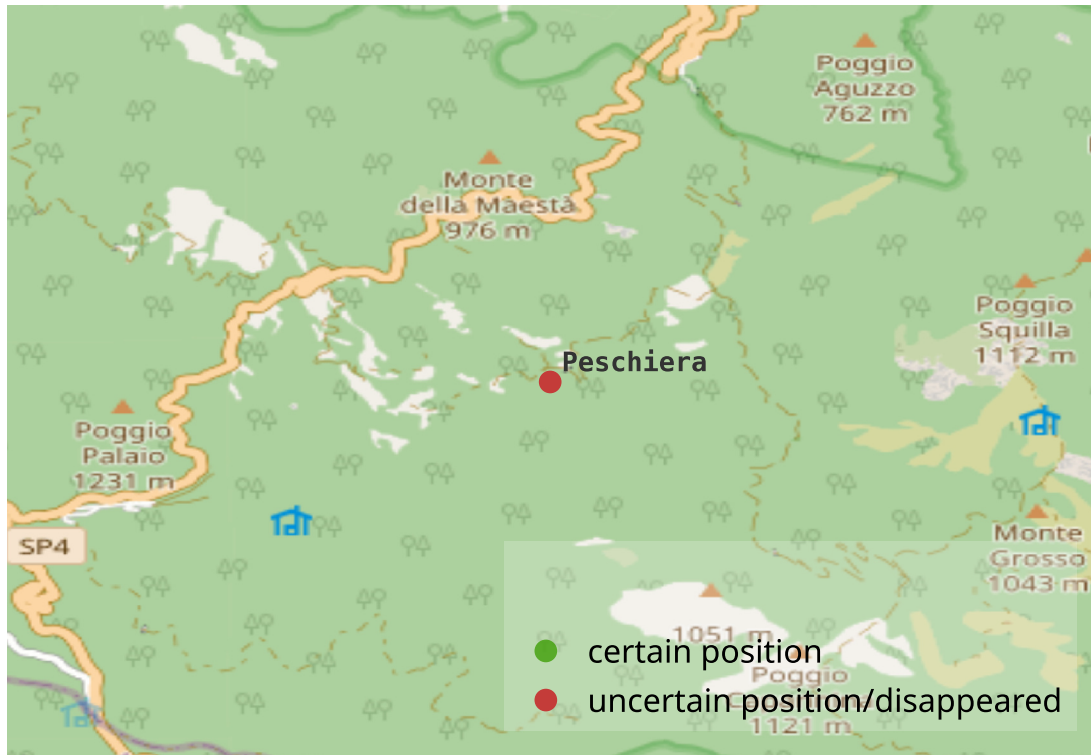 Poggio
Aguzzo
762 m
Monte
della Maestà
976 m
Poggio
Squilla
1112 m
Peschiera
Poggio
Palaio
1231 m
SP4
Monte
Grosso
1043 m
1051 m
certain position
Poggio
uncertain position/disappeared
1121 m